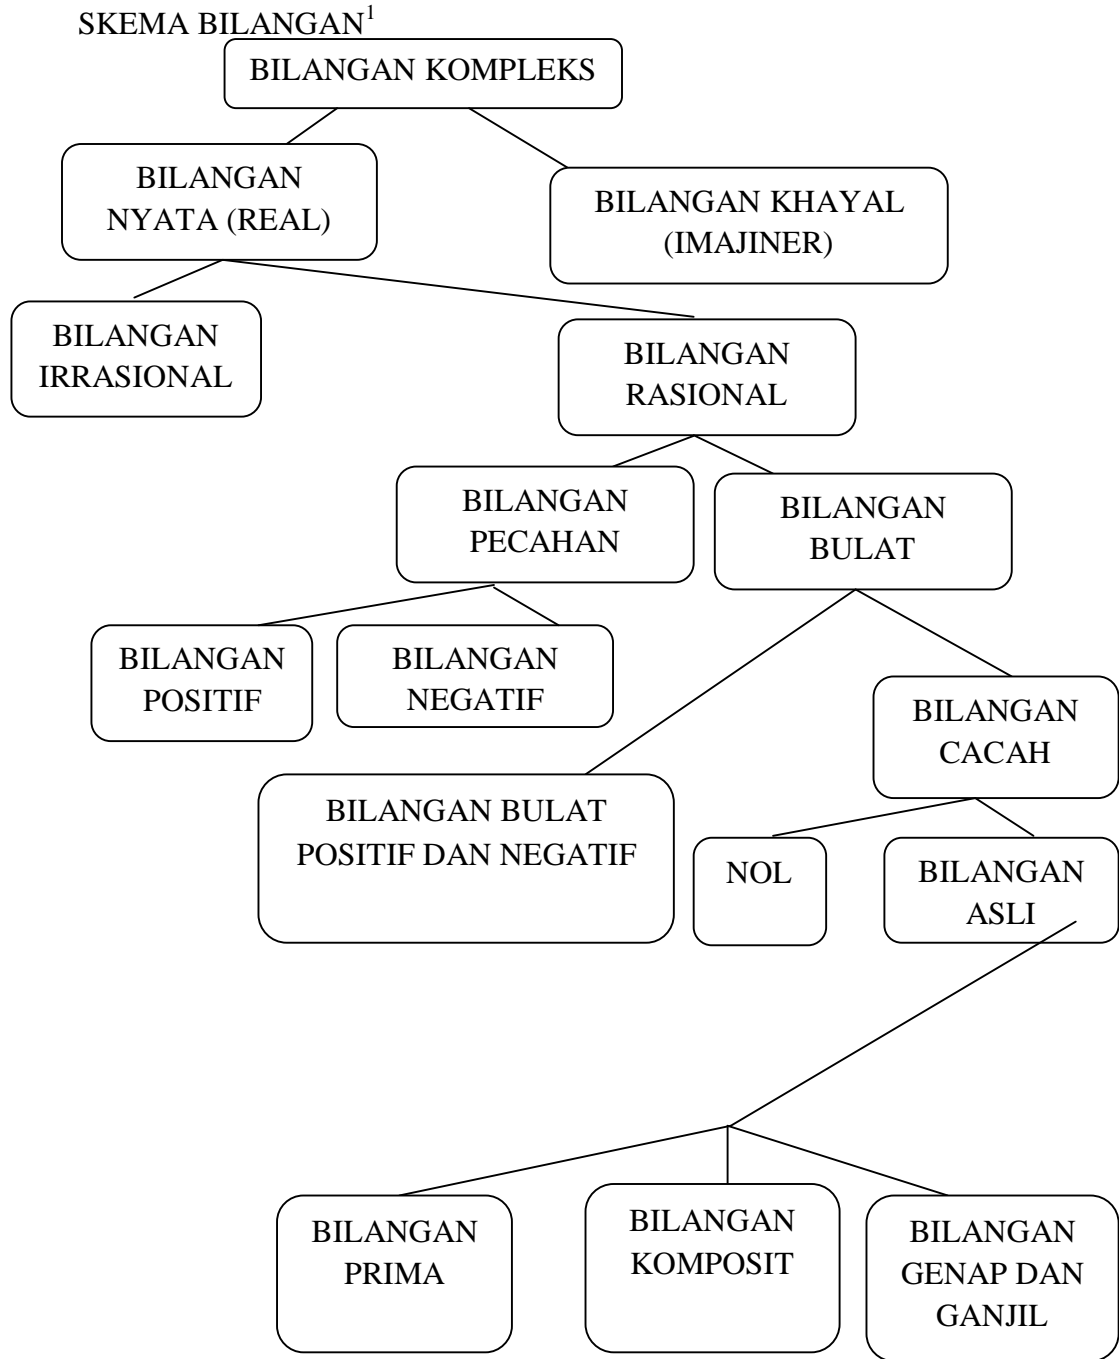 SKEMA BILANGAN¹
BILANGAN KOMPLEKS
BILANGAN
NYATA (REAL)
BILANGAN KHAYAL
(IMAJINER)
BILANGAN
IRRASIONAL
BILANGAN
RASIONAL
BILANGAN
PECAHAN
BILANGAN
BULAT
BILANGAN
POSITIF
BILANGAN
NEGATIF
BILANGAN
CACAH
BILANGAN BULAT
POSITIF DAN NEGATIF
NOL
BILANGAN
ASLI
BILANGAN
PRIMA
BILANGAN
KOMPOSIT
BILANGAN
GENAP DAN
GANJIL